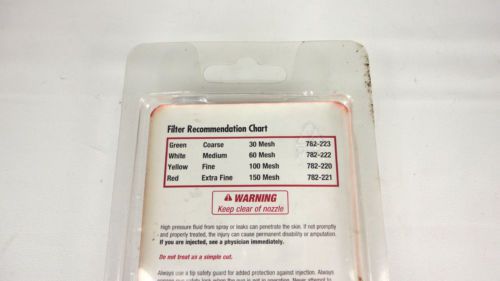 Filter Recommendation Chart
Green Coarse 30 Mesh 782-223
White Medium 60 Mesh 782-222
Yellow Fine 100 Mesh 782-220
Red Extra Fine 150 Mesh 782-221
WARNING
Keep clear of nozzle
High pressure fluid from spray or leaks can penetrate the skin. If not promptly
and properly treated, the injury can cause permanent disability or amputation.
If you are injected, see a physician immediately.
Do not treat as a simple cut.
Always use a tip safety guard for added protection against injection. Always